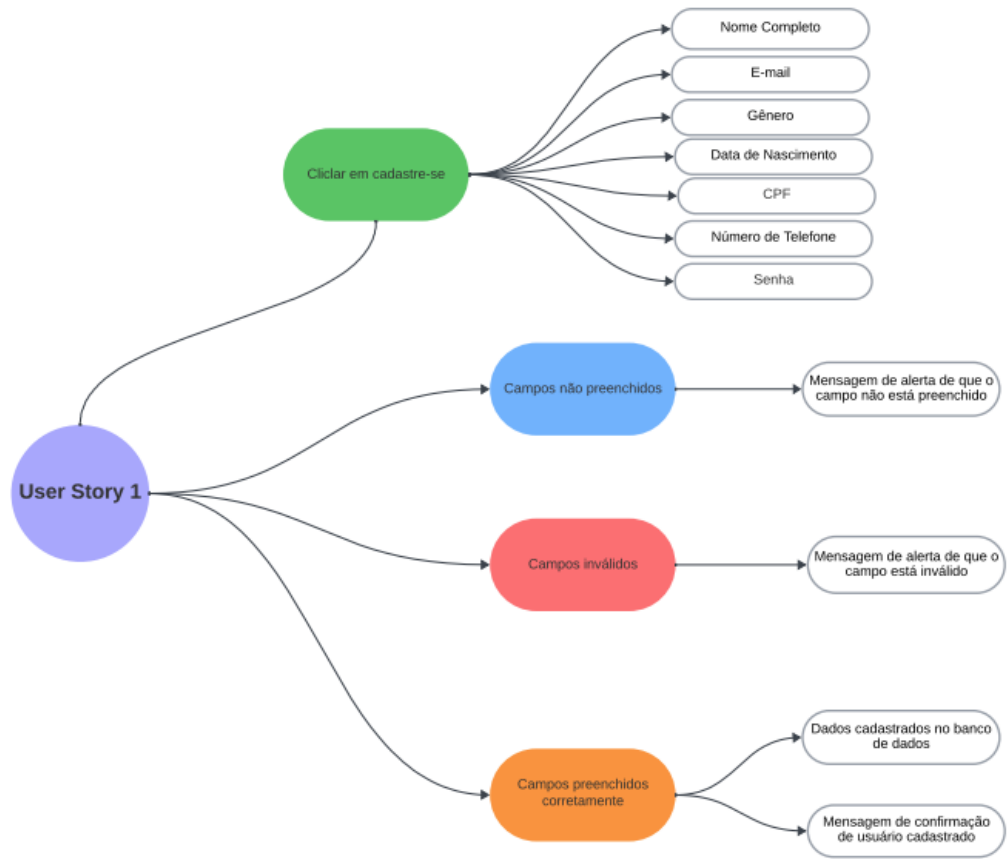 Nome Completo
E-mail
Gênero
Data de Nascimento
CPF
Número de Telefone
Senha
Cliclar em cadastre-se
Campos não preenchidos
Mensagem de alerta de que o
campo não está preenchido
User Story 1
Campos inválidos
Mensagem de alerta de que o
campo está inválido
Campos preenchidos
corretamente
Dados cadastrados no banco
de dados
Mensagem de confirmação
de usuário cadastrado